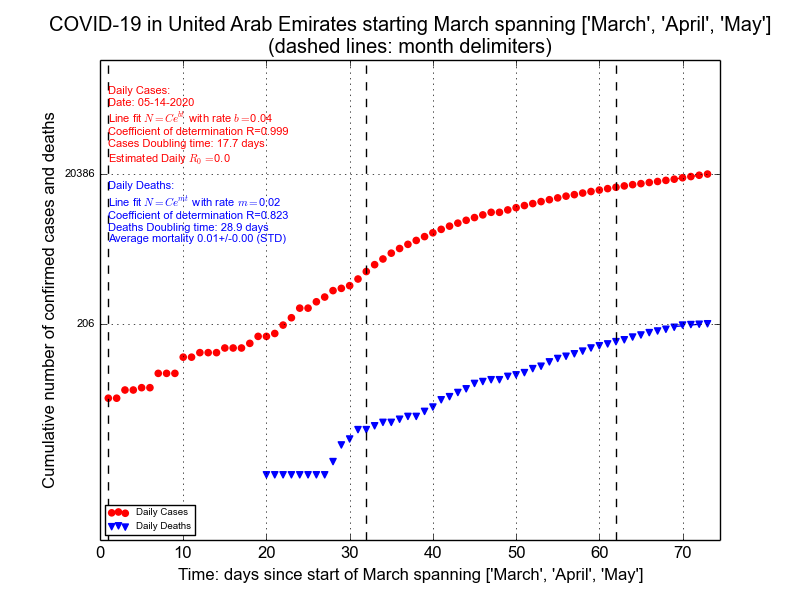 COVID-19 in United Arab Emirates starting March spanning ['March', 'April', 'May']
(dashed lines: month delimiters)
Daily Cases:
Date: 05-14-2020
Line fit N = Ce^{bt} with rate b =0.04
Coefficient of determination R=0.999
Cases Doubling time: 17.7 days
Estimated Daily R_0 =0.0
Daily Deaths:
Line fit N = Ce^{mt} with rate m =0.02
Coefficient of determination R=0.823
Deaths Doubling time: 28.9 days
Average mortality 0.01+/-0.00 (STD)
20386
206
Cumulative number of confirmed cases and deaths
Daily Cases
Daily Deaths
0 10 20 30 40 50 60 70
Time: days since start of March spanning ['March', 'April', 'May']